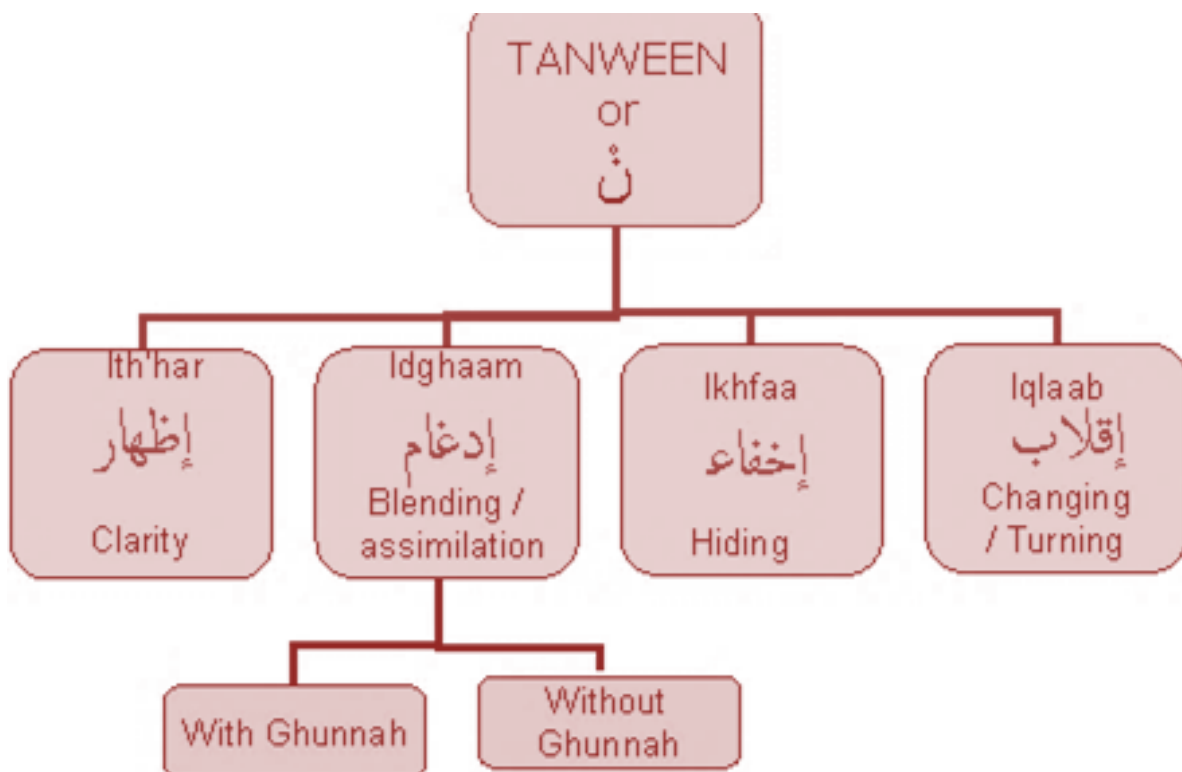 TANWEEN
or
نْ
Ith'har
إظهار
Clarity
Idghaam
إدغام
Blending /
assimilation
Ikhfaa
إخفاء
Hiding
Iqlaab
إقلاب
Changing
/ Turning
With Ghunnah
Without
Ghunnah